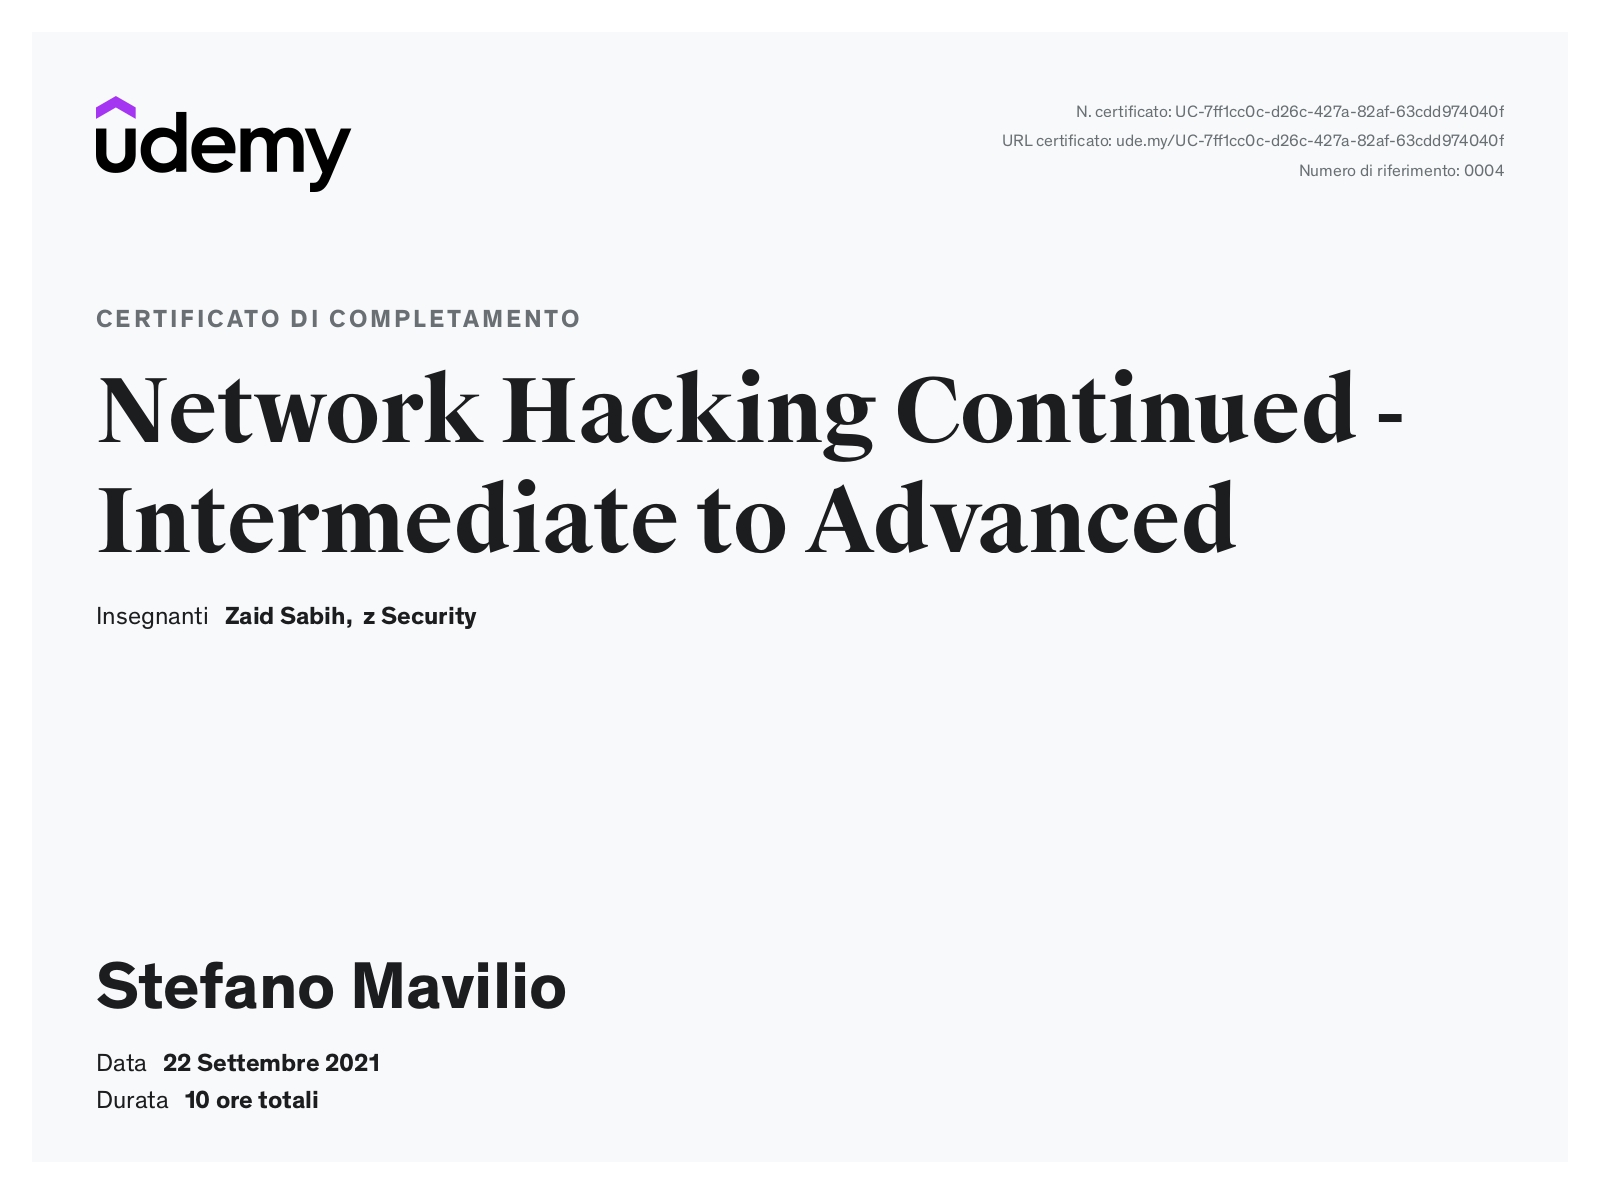 udemy
N. certificato: UC-7ff1cc0c-d26c-427a-82af-63cdd974040f
URL certificato: ude.my/UC-7ff1cc0c-d26c-427a-82af-63cdd974040f
Numero di riferimento: 0004
CERTIFICATO DI COMPLETAMENTO
Network Hacking Continued -
Intermediate to Advanced
Insegnanti Zaid Sabih, z Security
Stefano Mavilio
Data 22 Settembre 2021
Durata 10 ore totali